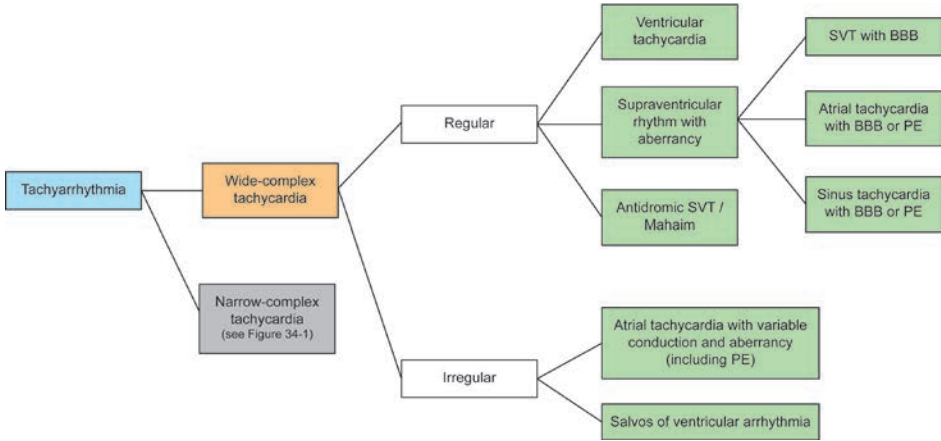 Tachyarrhythmia
Wide-complex
tachycardia
Narrow-complex
tachycardia
(see Figure 34-1)
Regular
Irregular
Ventricular
tachycardia
Supraventricular
rhythm with
aberrancy
Antidromic SVT /
Mahaim
SVT with BBB
Atrial tachycardia
with BBB or PE
Sinus tachycardia
with BBB or PE
Atrial tachycardia with variable
conduction and aberrancy
(including PE)
Salvos of ventricular arrhythmia